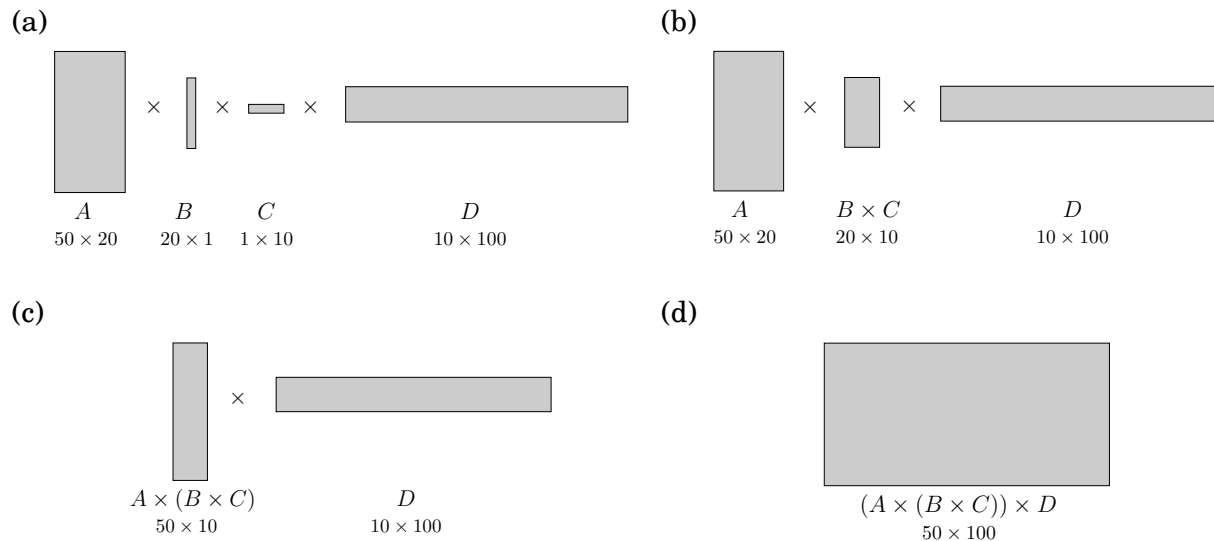 (a)
× × ×
A B C D
50 × 20 20 × 1 1 × 10 10 × 100
(b)
× ×
A B × C D
50 × 20 20 × 10 10 × 100
(c)
×
A × (B × C) D
50 × 10 10 × 100
(d)
(A × (B × C)) × D
50 × 100